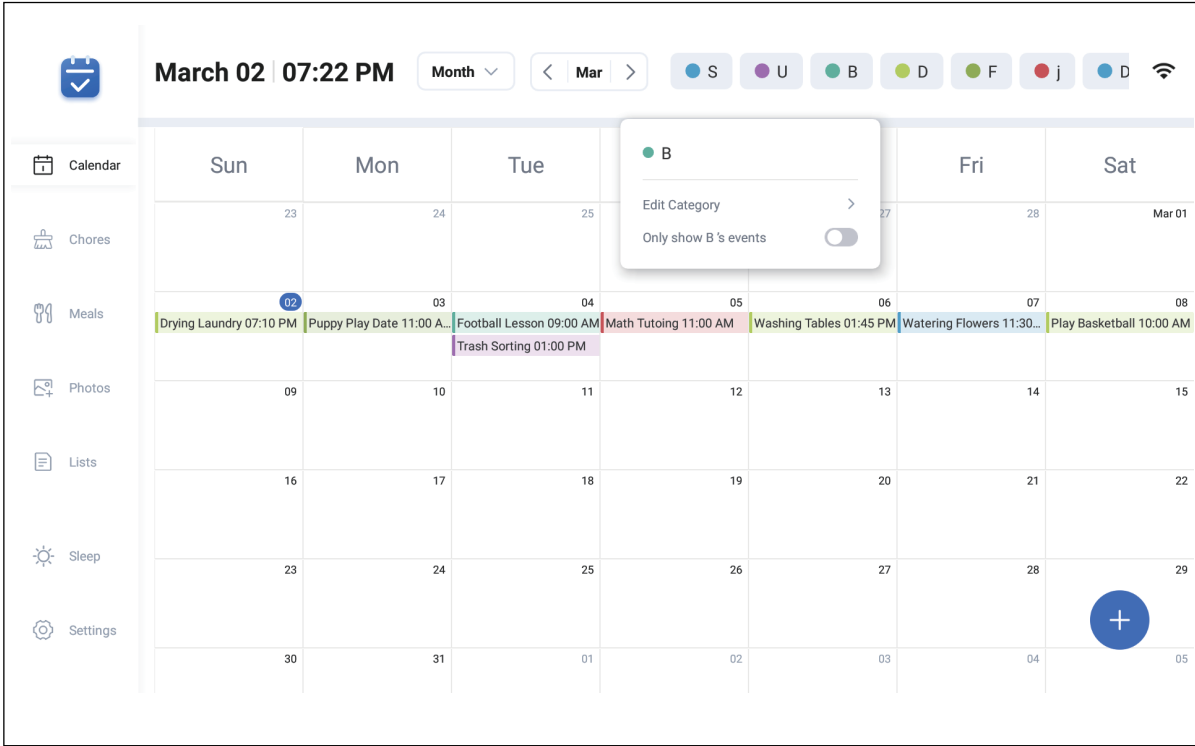 March 02 07:22 PM Month Mar S U B D F j D
Calendar
Chores
Meals
Photos
Lists
Sleep
Settings
B
Edit Category
Only show B 's events
Sun Mon Tue Fri Sat
23 24 25 27 28 Mar 01
02 03 04 05 06 07 08
Drying Laundry 07:10 PM Puppy Play Date 11:00 A... Football Lesson 09:00 AM Math Tutoing 11:00 AM Washing Tables 01:45 PM Watering Flowers 11:30... Play Basketball 10:00 AM
Trash Sorting 01:00 PM
09 10 11 12 13 14 15
16 17 18 19 20 21 22
23 24 25 26 27 28 29
30 31 01 02 03 04 05